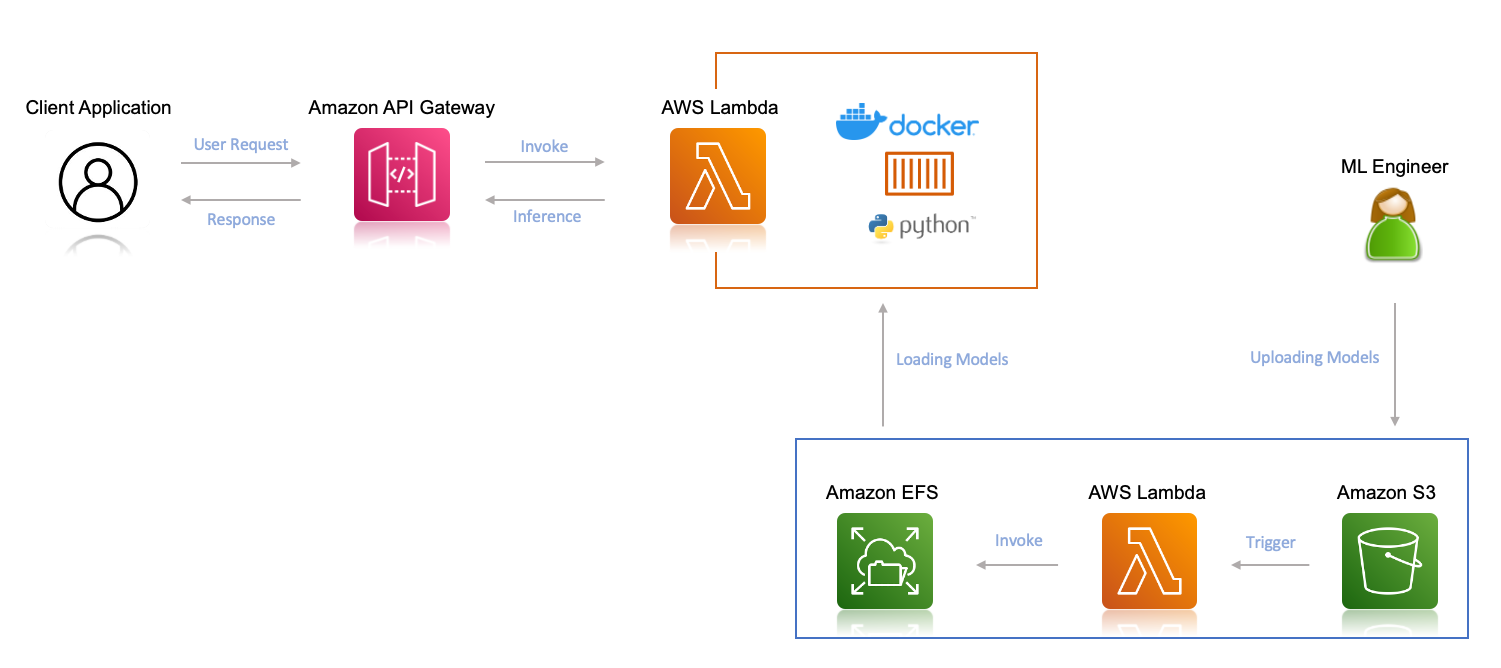 Client Application
Amazon API Gateway
AWS Lambda
docker
User Request
Invoke
ML Engineer
Response
Inference
python™
Loading Models
Uploading Models
Amazon EFS
AWS Lambda
Amazon S3
Invoke
Trigger